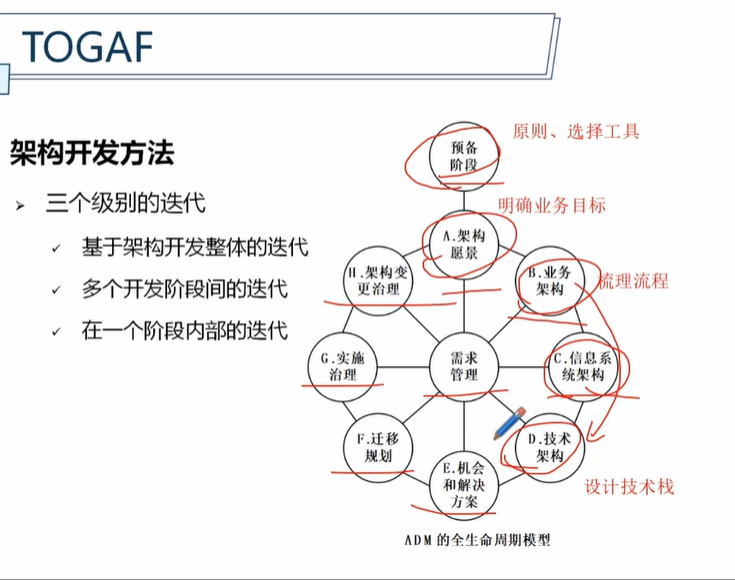 TOGAF
架构开发方法
三个级别的迭代
基于架构开发整体的迭代
多个开发阶段间的迭代
在一个阶段内部的迭代
预备
阶段
原则、选择工具
明确业务目标
A.架构
愿景
H.架构变
更治理
B.业务
架构
梳理流程
G.实施
治理
需求
管理
C.信息系
统架构
F.迁移
规划
D.技术
架构
E.机会
和解决
方案
设计技术栈
ADM的全生命周期模型